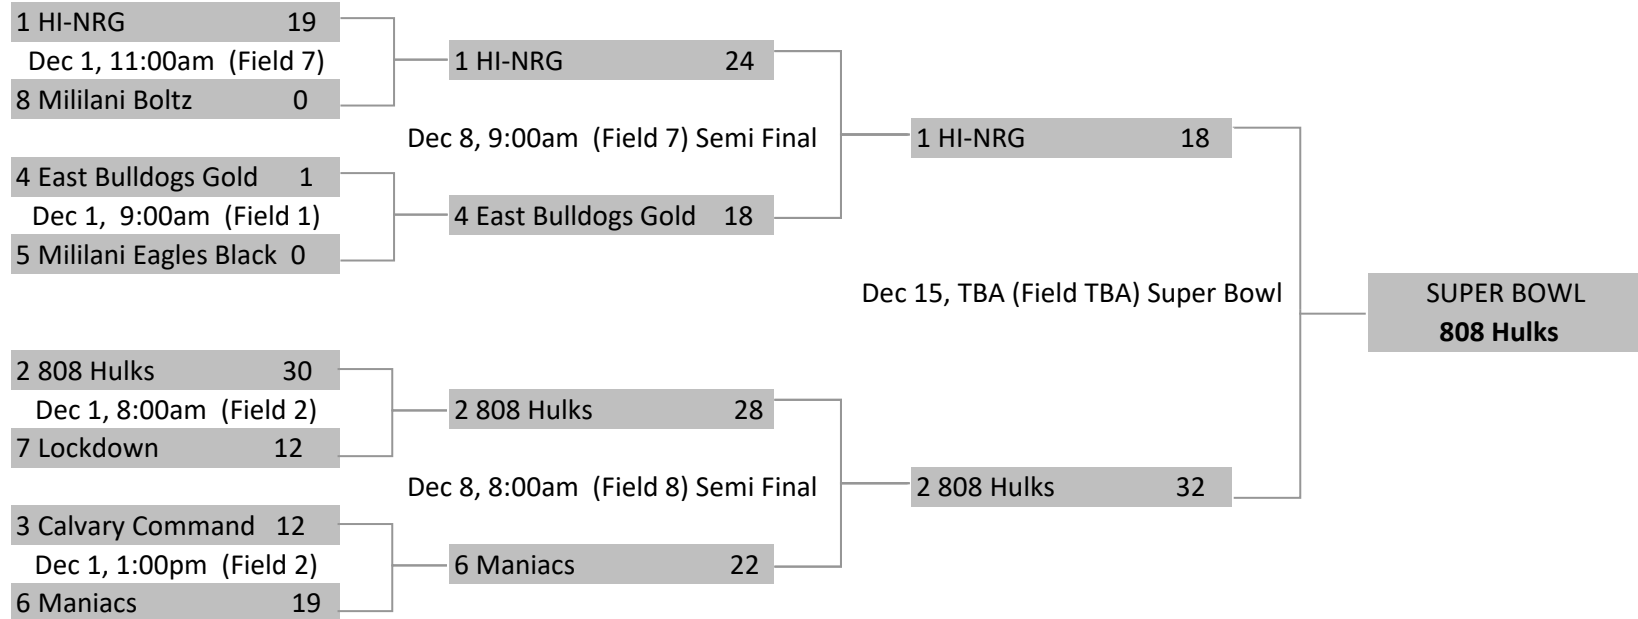 1 HI-NRG 19
Dec 1, 11:00am (Field 7)
8 Mililani Boltz 0
4 East Bulldogs Gold 1
Dec 1, 9:00am (Field 1)
5 Mililani Eagles Black 0
2 808 Hulks 30
Dec 1, 8:00am (Field 2)
7 Lockdown 12
3 Calvary Command 12
Dec 1, 1:00pm (Field 2)
6 Maniacs 19
1 HI-NRG 24
Dec 8, 9:00am (Field 7) Semi Final
4 East Bulldogs Gold 18
2 808 Hulks 28
Dec 8, 8:00am (Field 8) Semi Final
6 Maniacs 22
1 HI-NRG 18
Dec 15, TBA (Field TBA) Super Bowl
2 808 Hulks 32
SUPER BOWL
808 Hulks